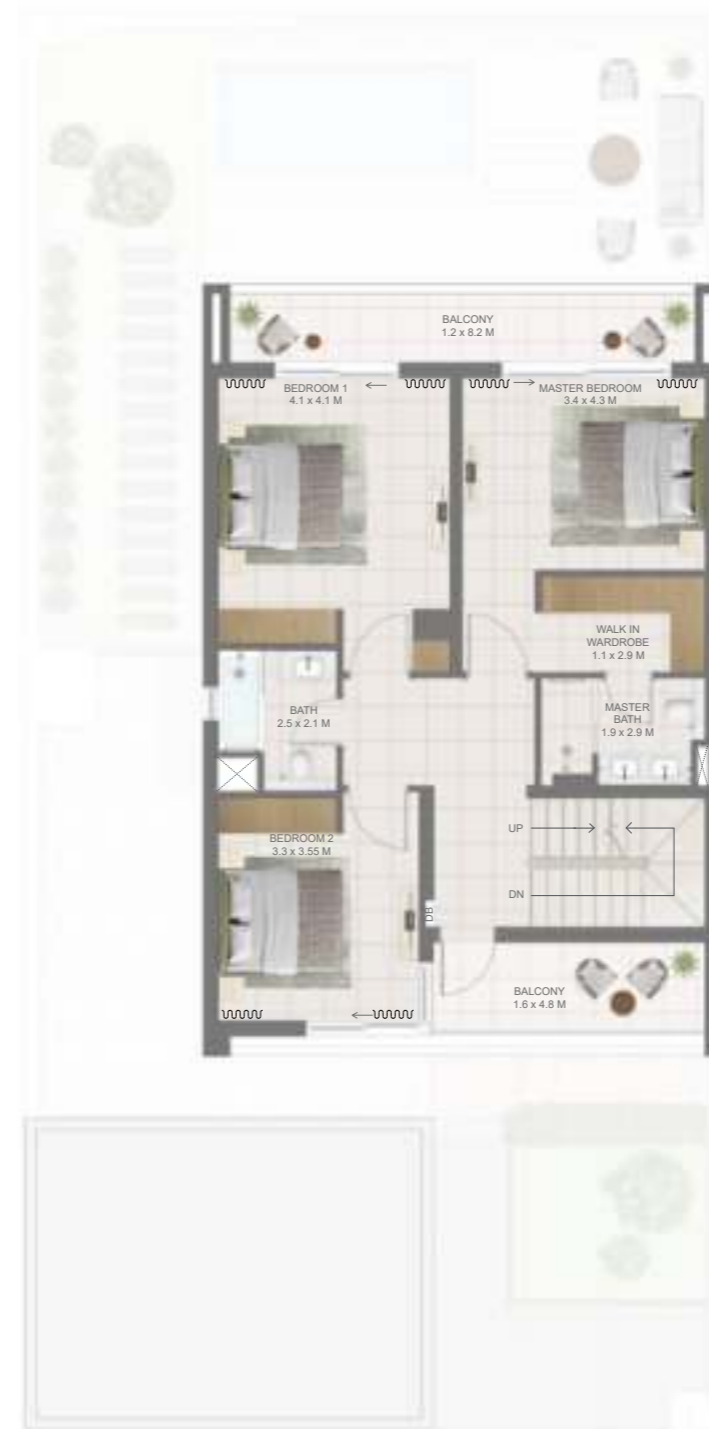 BALCONY
1.2 x 8.2 M
BEDROOM 1
4.1 x 4.1 M
MASTER BEDROOM
3.4 x 4.3 M
WALK IN
WARDROBE
1.1 x 2.9 M
BATH
2.5 x 2.1 M
MASTER
BATH
1.9 x 2.9 M
UP
BEDROOM 2
3.3 x 3.55 M
DN
DB
BALCONY
1.6 x 4.8 M